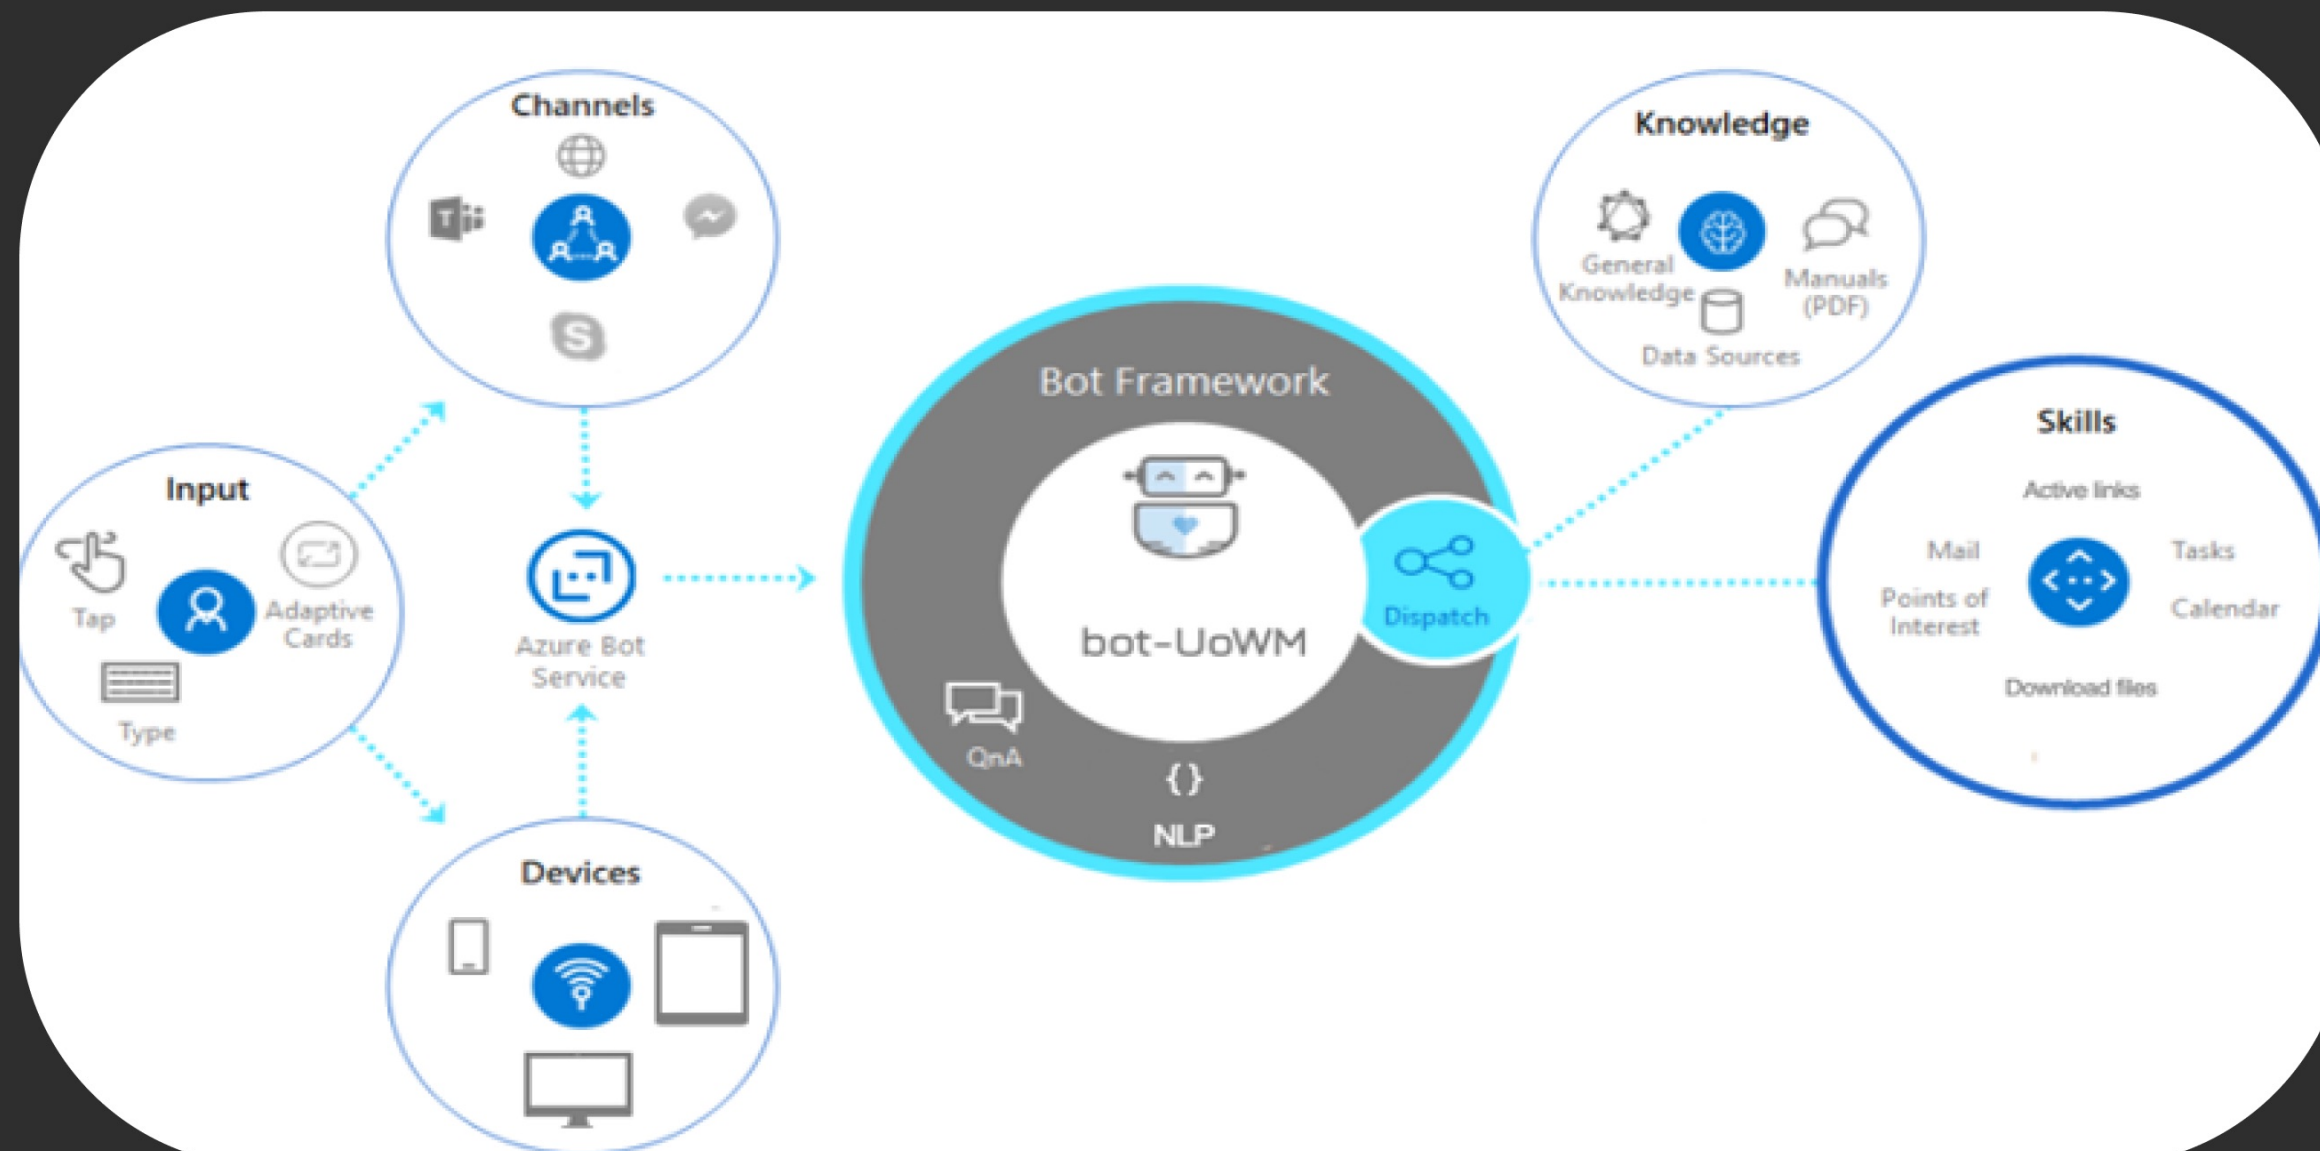 Channels
T
S
Input
Tap
Adaptive
Cards
Type
Azure Bot
Service
Devices
Bot Framework
bot-UoWM
Dispatch
QnA
{}
NLP
Knowledge
General
Knowledge
Manuals
(PDF)
Data Sources
Skills
Active links
Mail
Tasks
Points of
Interest
Calendar
Download files